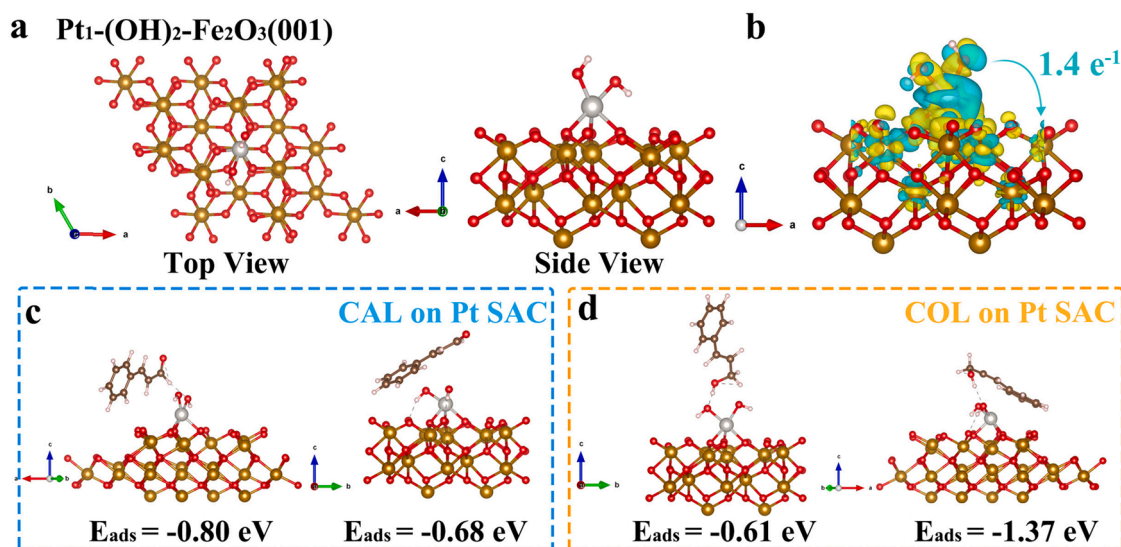 a Pt₁-(OH)₂-Fe₂O₃(001)
b
1.4 e⁻¹
b
a
c
a
c
a
Top View
Side View
c CAL on Pt SAC
d COL on Pt SAC
c
a
b
c
b
c
b
c
b
a
Eads = -0.80 eV
Eads = -0.68 eV
Eads = -0.61 eV
Eads = -1.37 eV